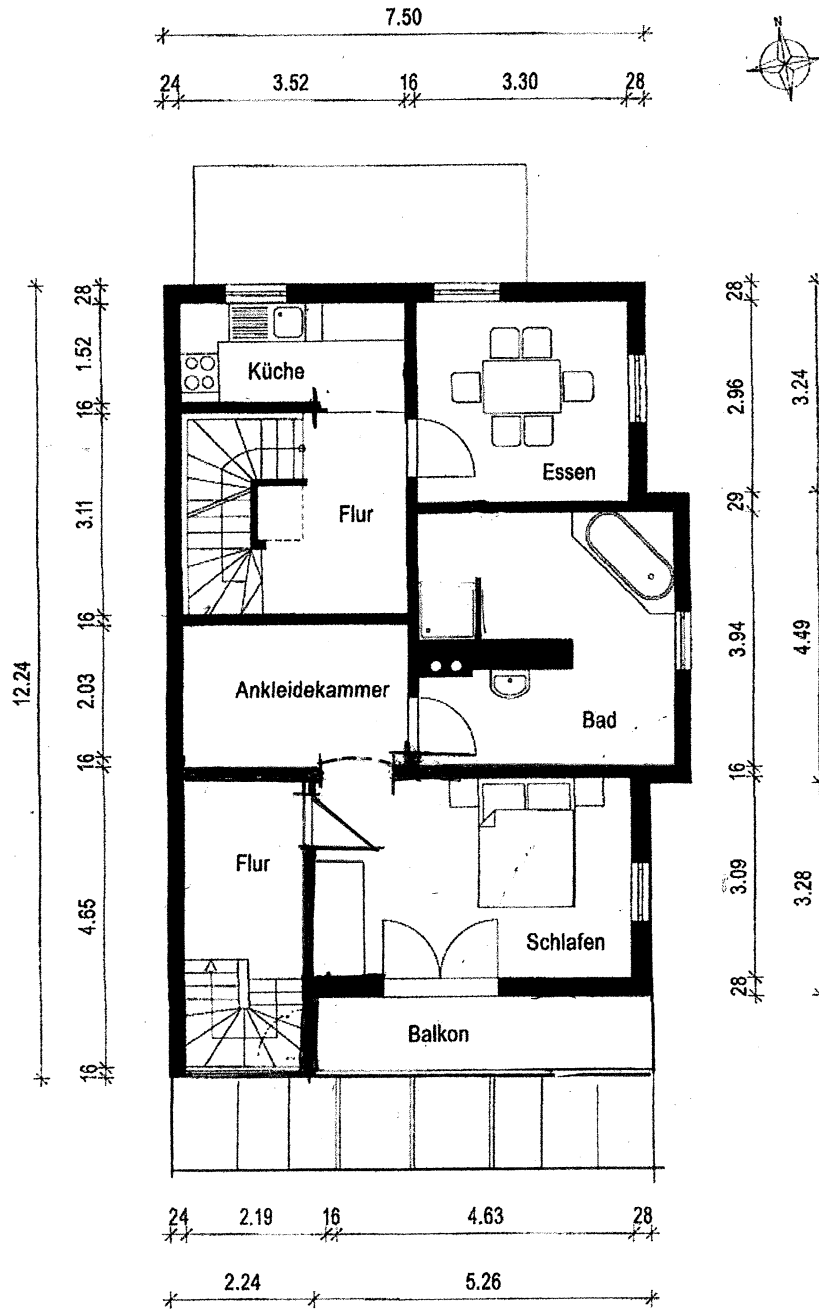 7.50
N
24 3.52 16 3.30 28
28
1.52
16
3.11
16
2.03
16
4.65
16
12.24
28
2.96
29
3.94
16
3.09
28
3.24
4.49
3.28
Küche
Essen
Flur
Ankleidekammer
Bad
Flur
Schlafen
Balkon
24 2.19 16 4.63 28
2.24 5.26